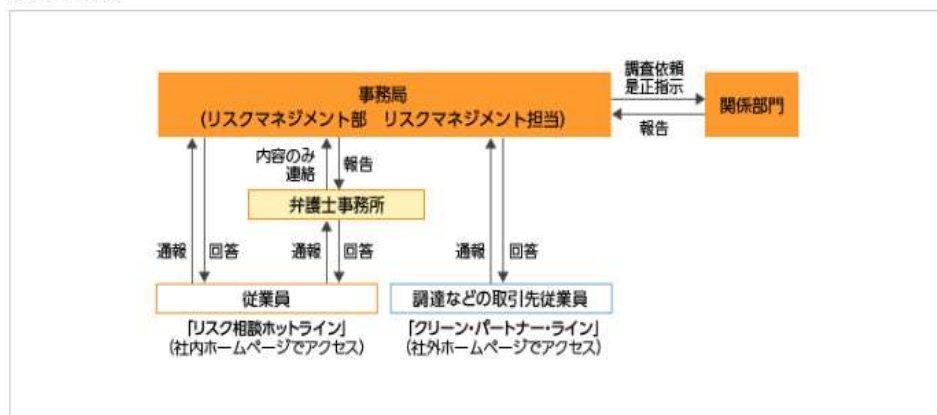 事務局
(リスクマネジメント部　リスクマネジメント担当)
調査依頼
是正指示
関係部門
報告
内容のみ
連絡
報告
弁護士事務所
通報
回答
通報
回答
通報
回答
従業員
調達などの取引先従業員
「リスク相談ホットライン」
(社内ホームページでアクセス)
「クリーン・パートナー・ライン」
(社外ホームページでアクセス)